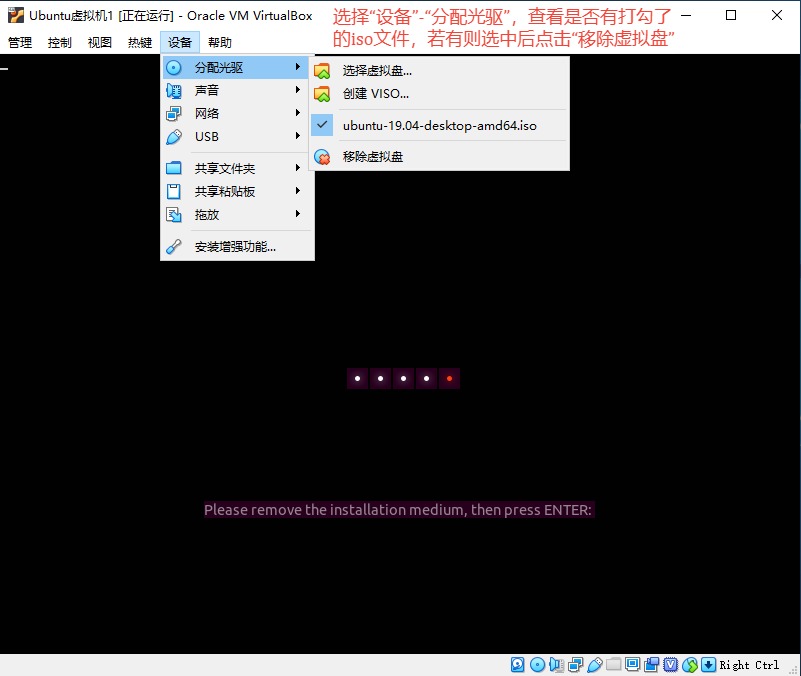 Ubuntu虚拟机1 [正在运行] - Oracle VM VirtualBox
选择“设备”-“分配光驱”，查看是否有打勾了
的iso文件，若有则选中后点击“移除虚拟盘”
管理 控制 视图 热键 设备 帮助
分配光驱
声音
网络
USB
共享文件夹
共享粘贴板
拖放
安装增强功能...
选择虚拟盘...
创建 VISO...
ubuntu-19.04-desktop-amd64.iso
移除虚拟盘
Please remove the installation medium, then press ENTER:
Right Ctrl